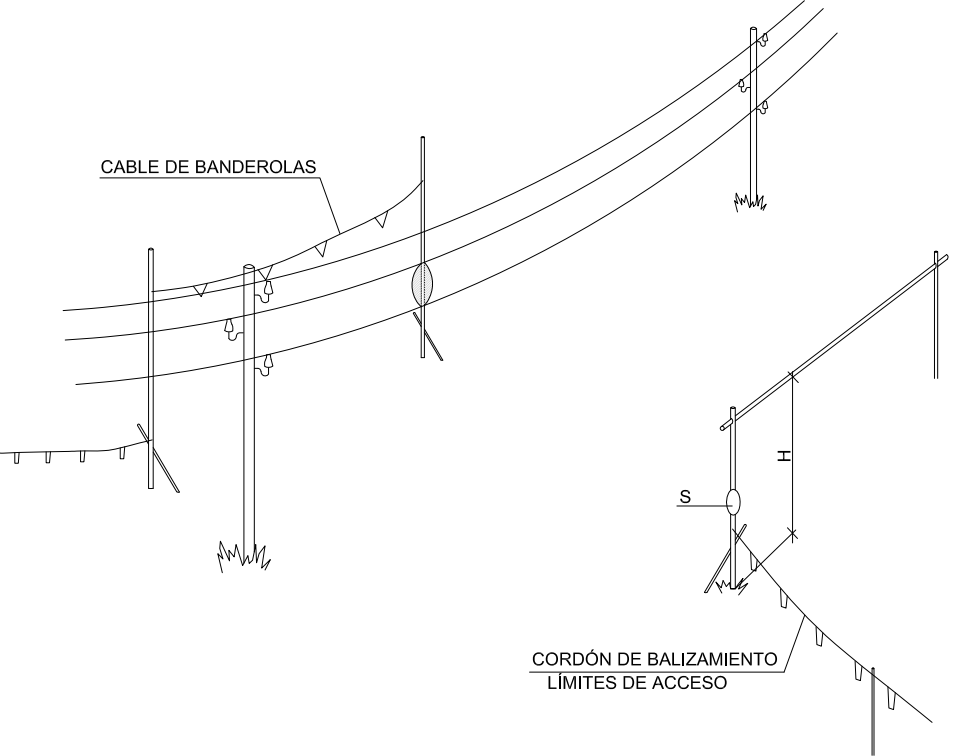 CABLE DE BANDEROLAS
H
S
CORDÓN DE BALIZAMIENTO
LÍMITES DE ACCESO